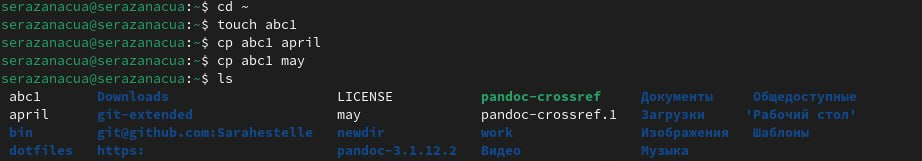 serazanacua@serazanacua:~$ cd ~
serazanacua@serazanacua:~$ touch abc1
serazanacua@serazanacua:~$ cp abc1 april
serazanacua@serazanacua:~$ cp abc1 may
serazanacua@serazanacua:~$ ls
abc1 Downloads LICENSE pandoc-crossref Документы Общедоступные
april git-extended may pandoc-crossref.1 Загрузки 'Рабочий стол'
bin git@github.com:Sarahestelle newdir work Изображения Шаблоны
dotfiles https: pandoc-3.1.12.2 Видео Музыка